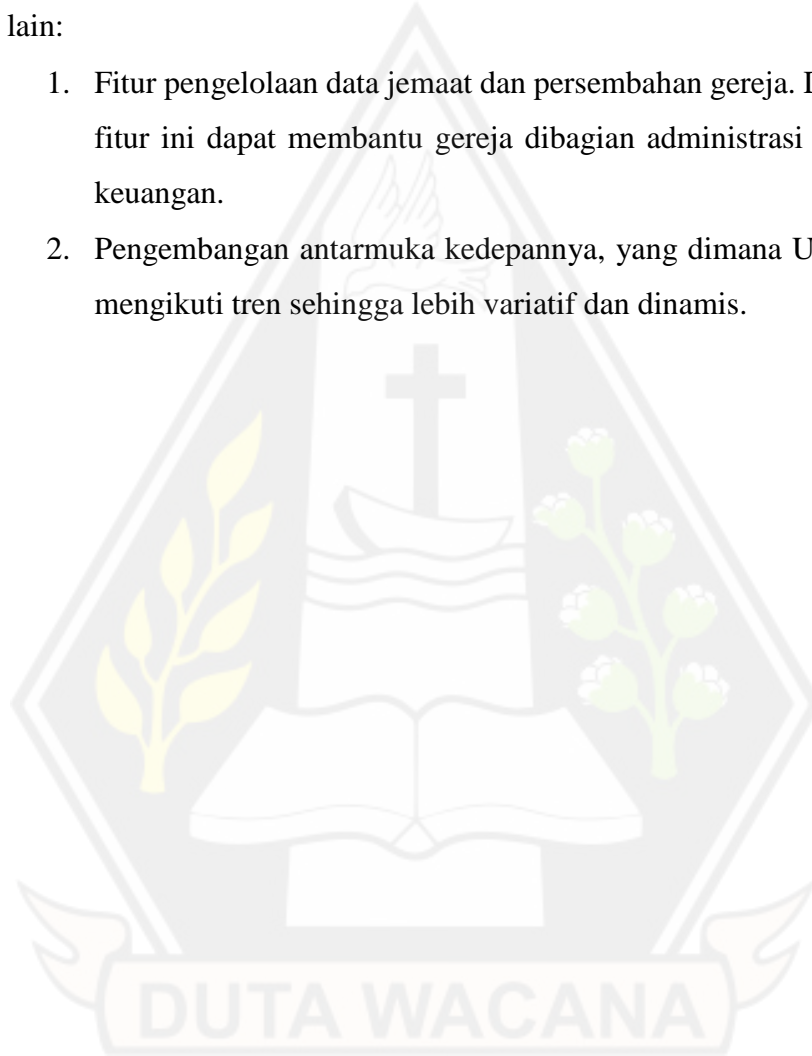 lain:
1. Fitur pengelolaan data jemaat dan persembahan gereja.
fitur ini dapat membantu gereja dibagian administrasi
keuangan.
2. Pengembangan antarmuka kedepannya, yang dimana
mengikuti tren sehingga lebih variatif dan dinamis.
DUTA WACANA